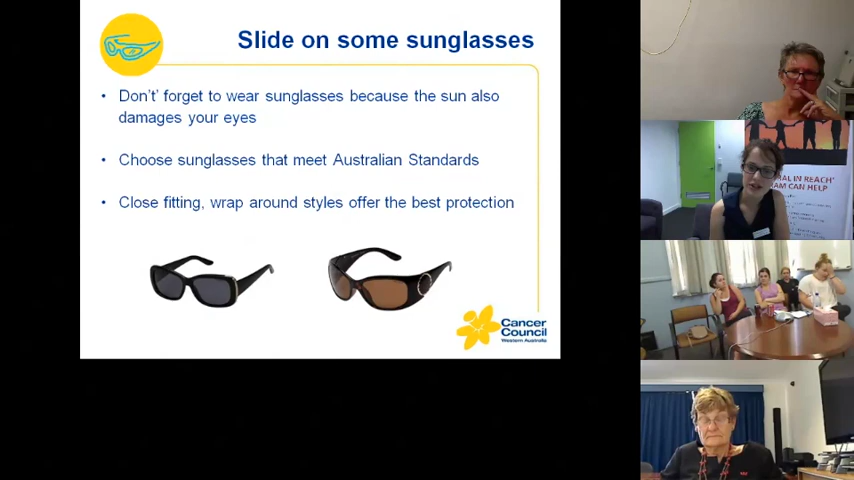 Slide on some sunglasses
• Don't' forget to wear sunglasses because the sun also
damages your eyes
• Choose sunglasses that meet Australian Standards
• Close fitting, wrap around styles offer the best protection
Cancer
Council
Western Australia
RAL IN REACH'
AM CAN HELP